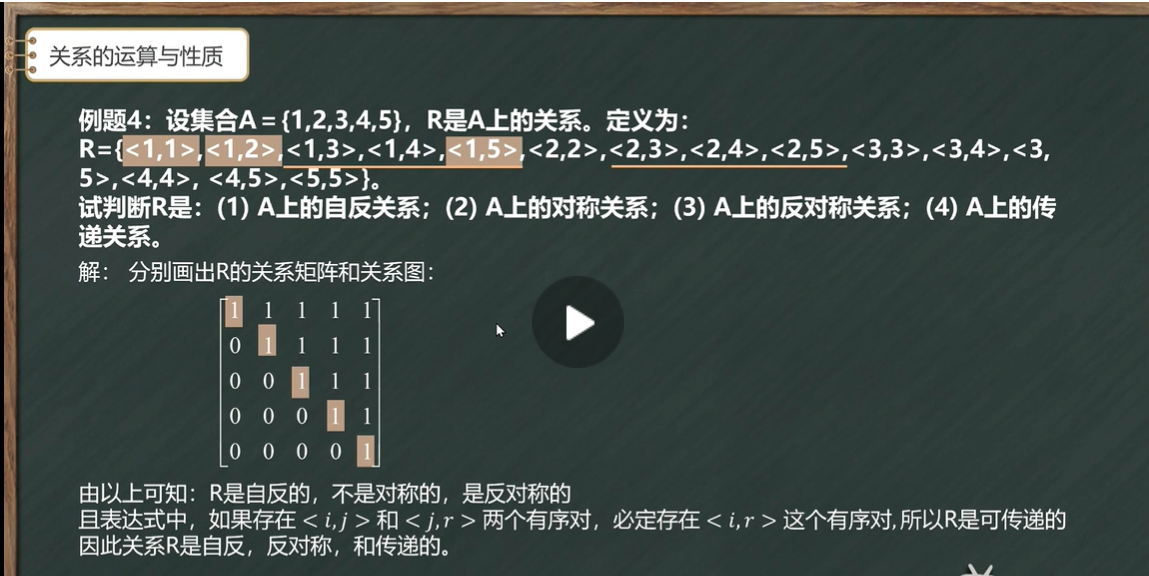 关系的运算与性质
例题4：设集合A＝{1,2,3,4,5}，R是A上的关系。定义为：
R={<1,1>,<1,2>,<1,3>,<1,4>,<1,5>,<2,2>,<2,3>,<2,4>,<2,5>,<3,3>,<3,4>,<3,
5>,<4,4>, <4,5>,<5,5>}。
试判断R是：(1) A上的自反关系；(2) A上的对称关系；(3) A上的反对称关系；(4) A上的传
递关系。
解： 分别画出R的关系矩阵和关系图：
1 1 1 1 1
0 1 1 1 1
0 0 1 1 1
0 0 0 1 1
0 0 0 0 1
由以上可知：R是自反的，不是对称的，是反对称的
且表达式中，如果存在 < i,j > 和 < j,r > 两个有序对，必定存在 < i,r > 这个有序对,所以R是可传递的
因此关系R是自反，反对称，和传递的。